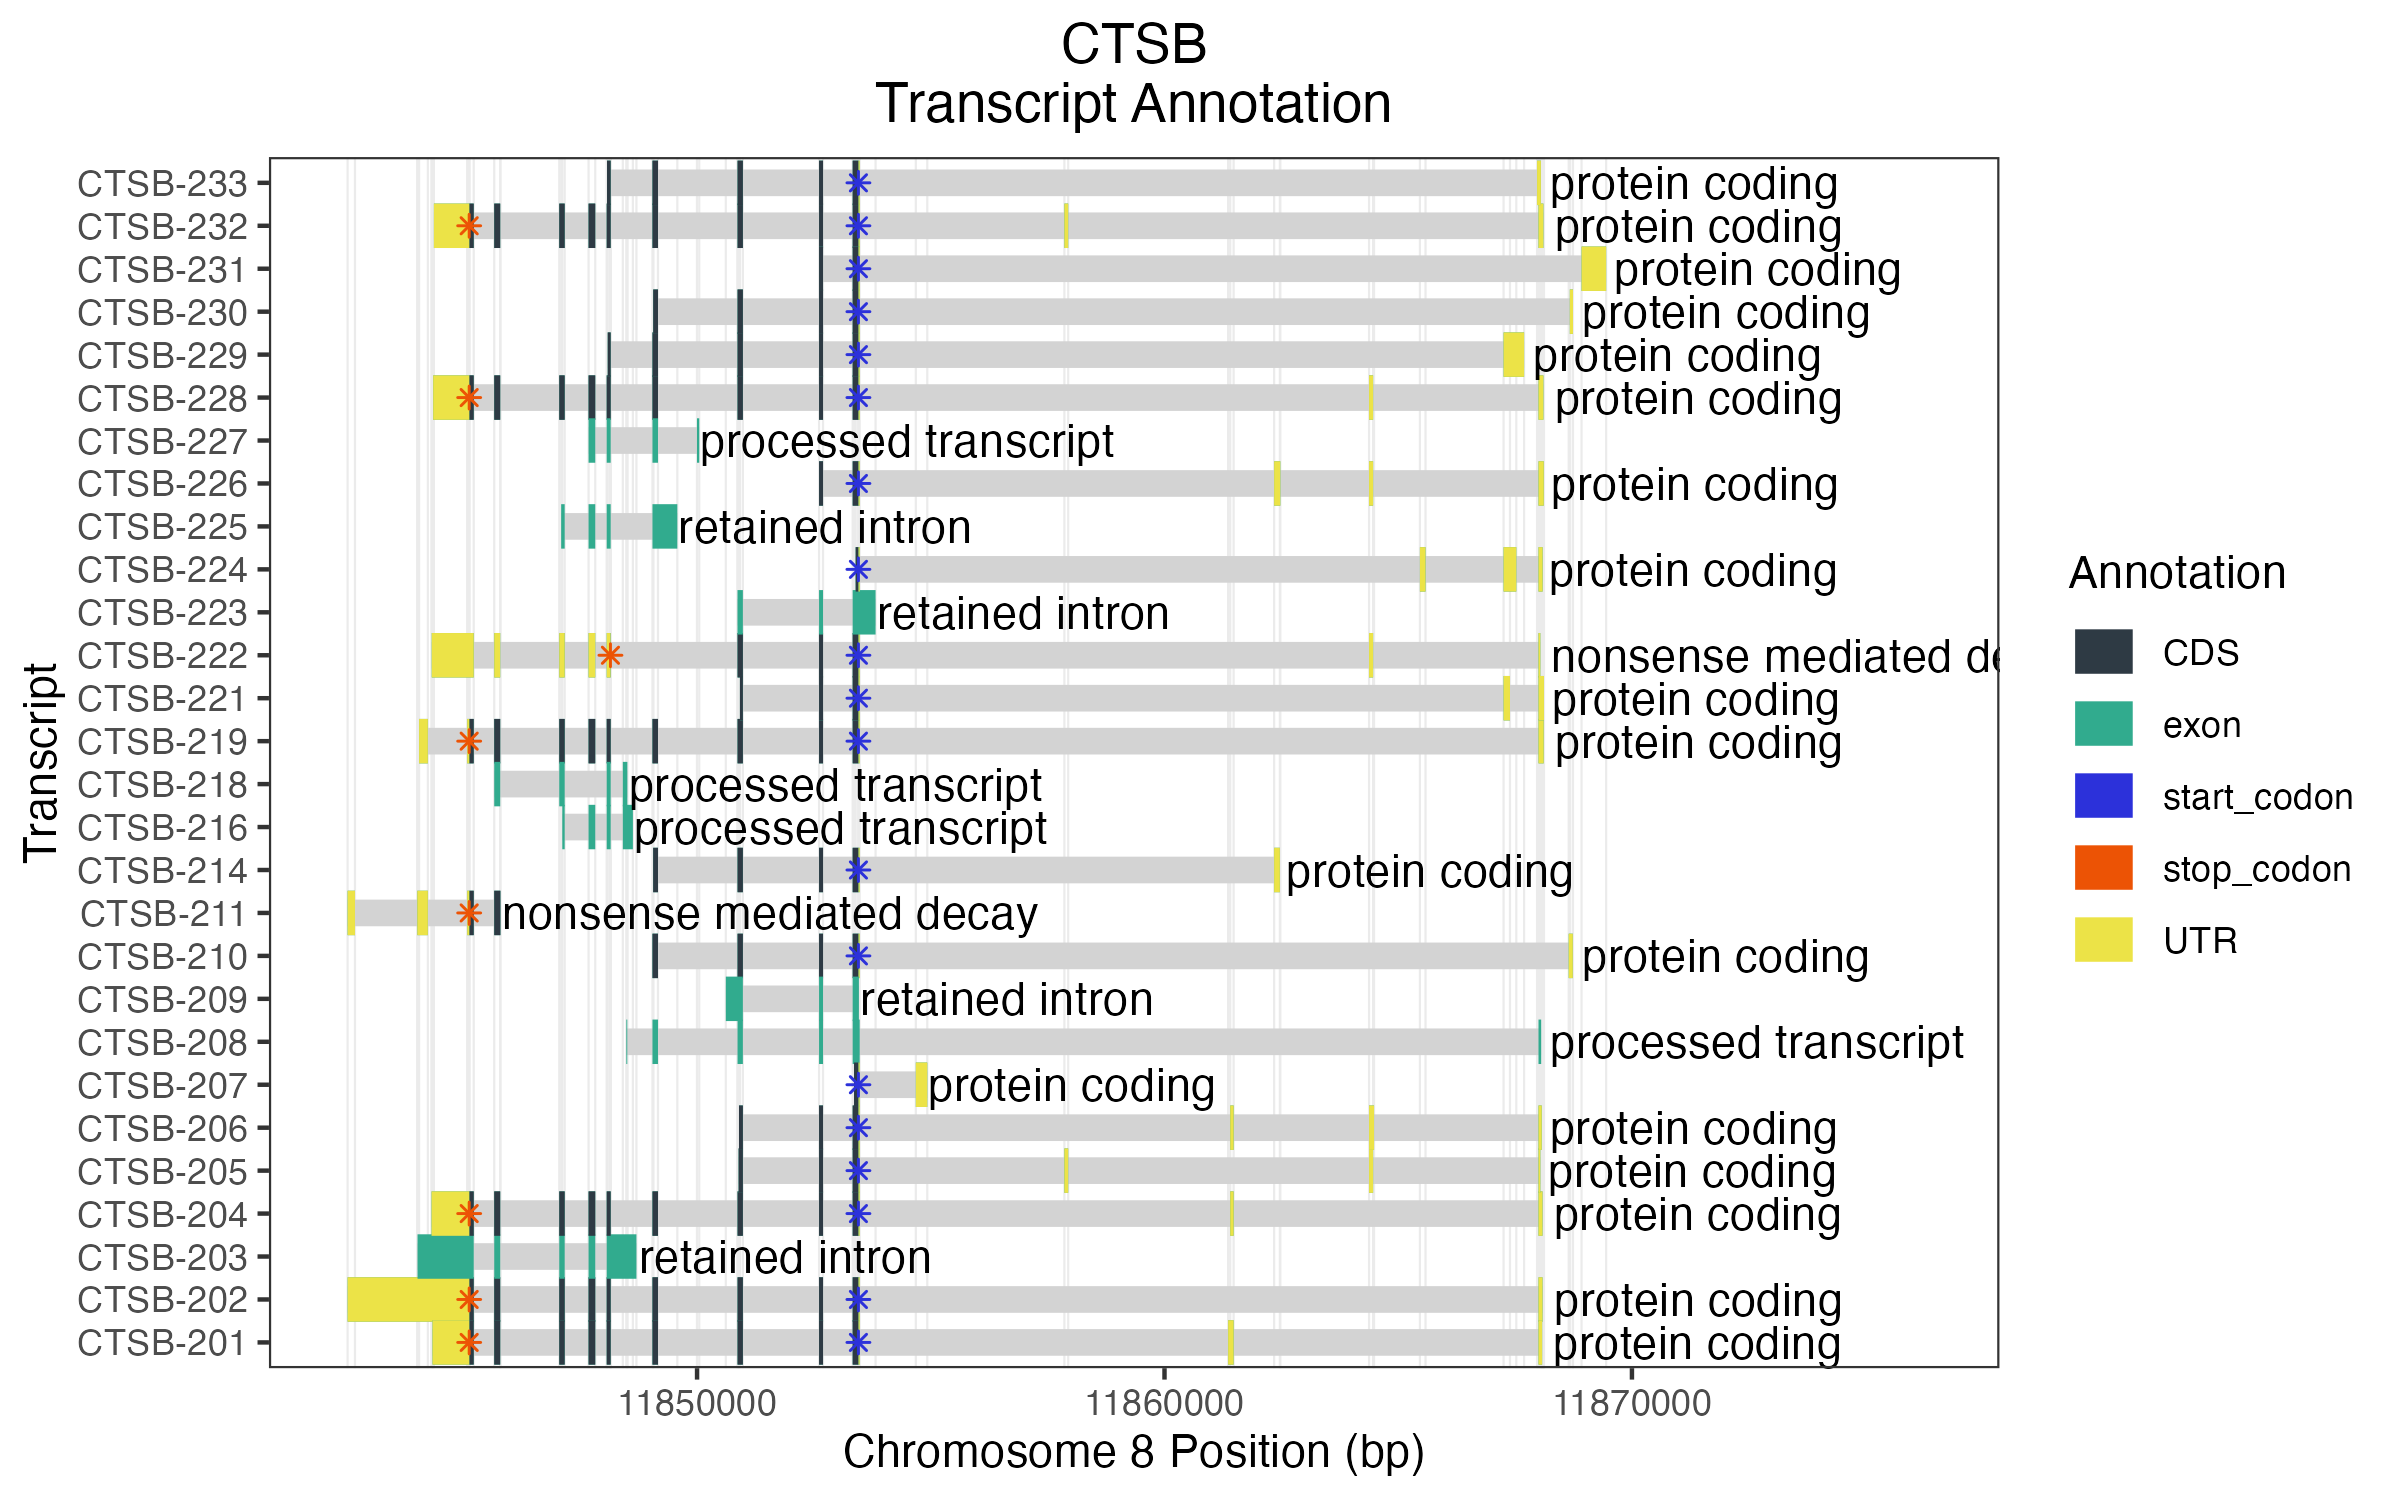 CTSB
Transcript Annotation
CTSB-233 protein coding
CTSB-232 protein coding
CTSB-231 protein coding
CTSB-230 protein coding
CTSB-229 protein coding
CTSB-228 protein coding
CTSB-227 processed transcript
CTSB-226 protein coding
CTSB-225 retained intron
CTSB-224 protein coding
CTSB-223 retained intron
CTSB-222 nonsense mediated de
CTSB-221 protein coding
CTSB-219 protein coding
CTSB-218 processed transcript
CTSB-216 processed transcript
CTSB-214 protein coding
CTSB-211 nonsense mediated decay
CTSB-210 protein coding
CTSB-209 retained intron
CTSB-208 processed transcript
CTSB-207 protein coding
CTSB-206 protein coding
CTSB-205 protein coding
CTSB-204 protein coding
CTSB-203 retained intron
CTSB-202 protein coding
CTSB-201 protein coding
Transcript
11850000 11860000 11870000
Chromosome 8 Position (bp)
Annotation
CDS
exon
start_codon
stop_codon
UTR